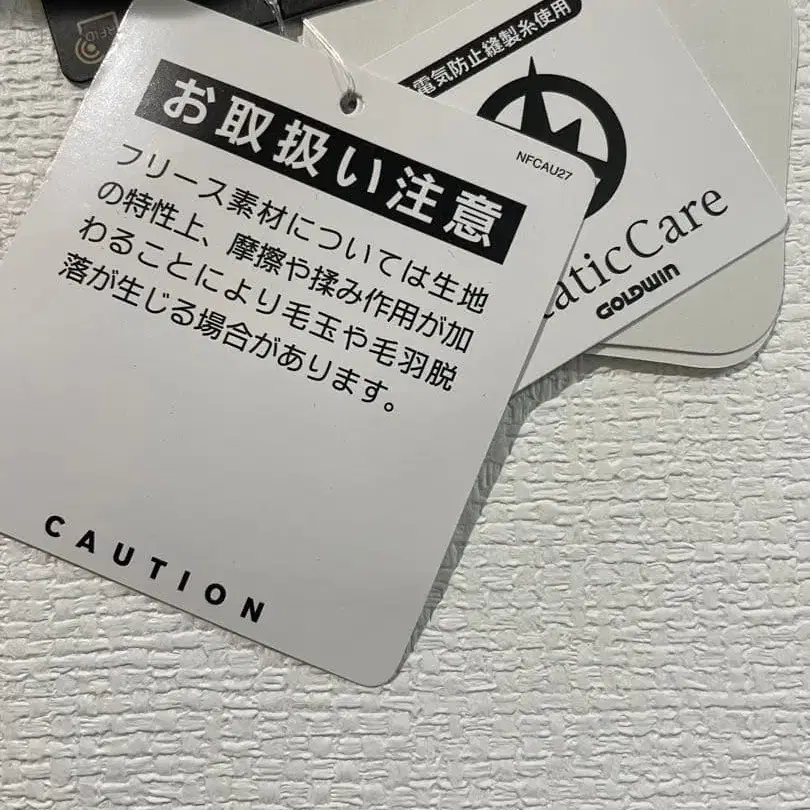 RFID
お取扱い注意
NFCAU27
フリース素材については生地
の特性上、摩擦や揉み作用が加
わることにより毛玉や毛羽脱
落が生じる場合があります。
CAUTION
電気防止縫製糸使用
aticCare
GOLDWIN